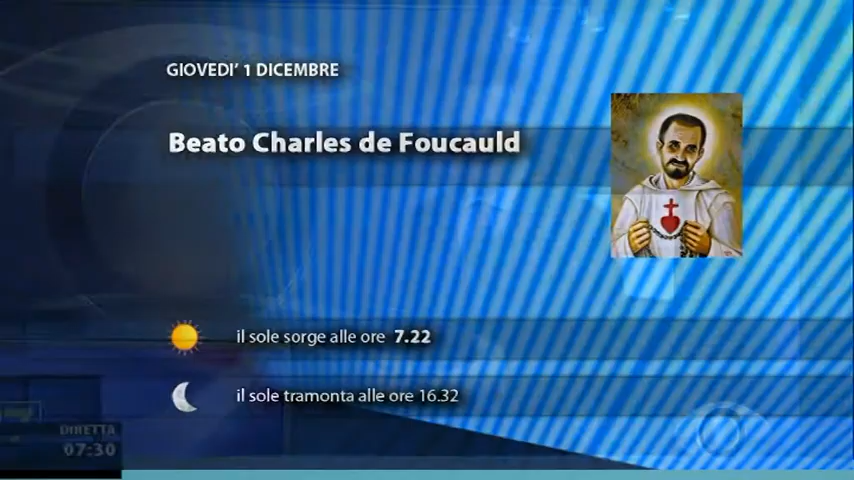 GIOVEDI' 1 DICEMBRE
Beato Charles de Foucauld
il sole sorge alle ore 7.22
il sole tramonta alle ore 16.32
DIRETTA
07:30